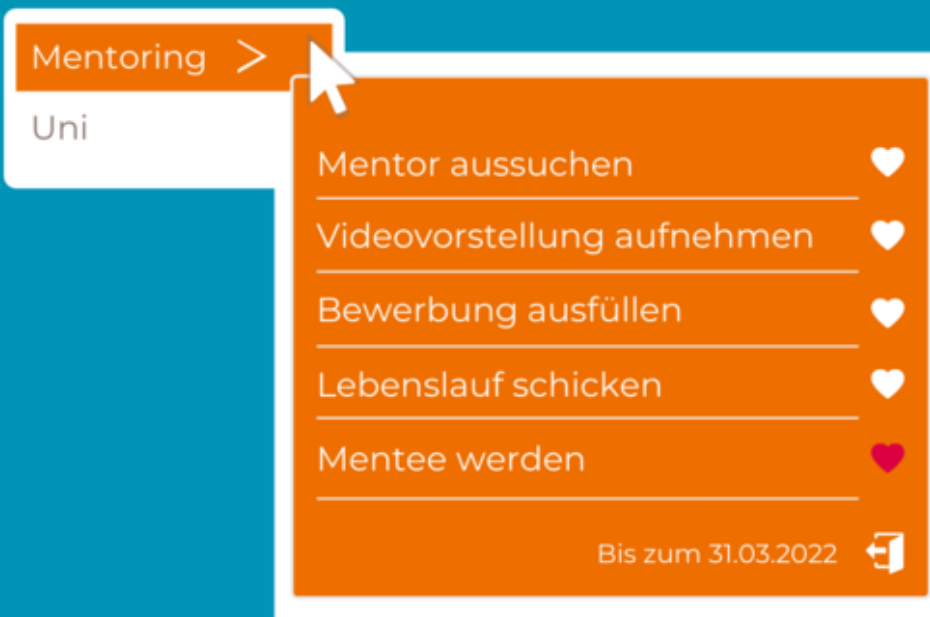 Mentoring >
Uni
Mentor aussuchen
Videovorstellung aufnehmen
Bewerbung ausfüllen
Lebenslauf schicken
Mentee werden
Bis zum 31.03.2022